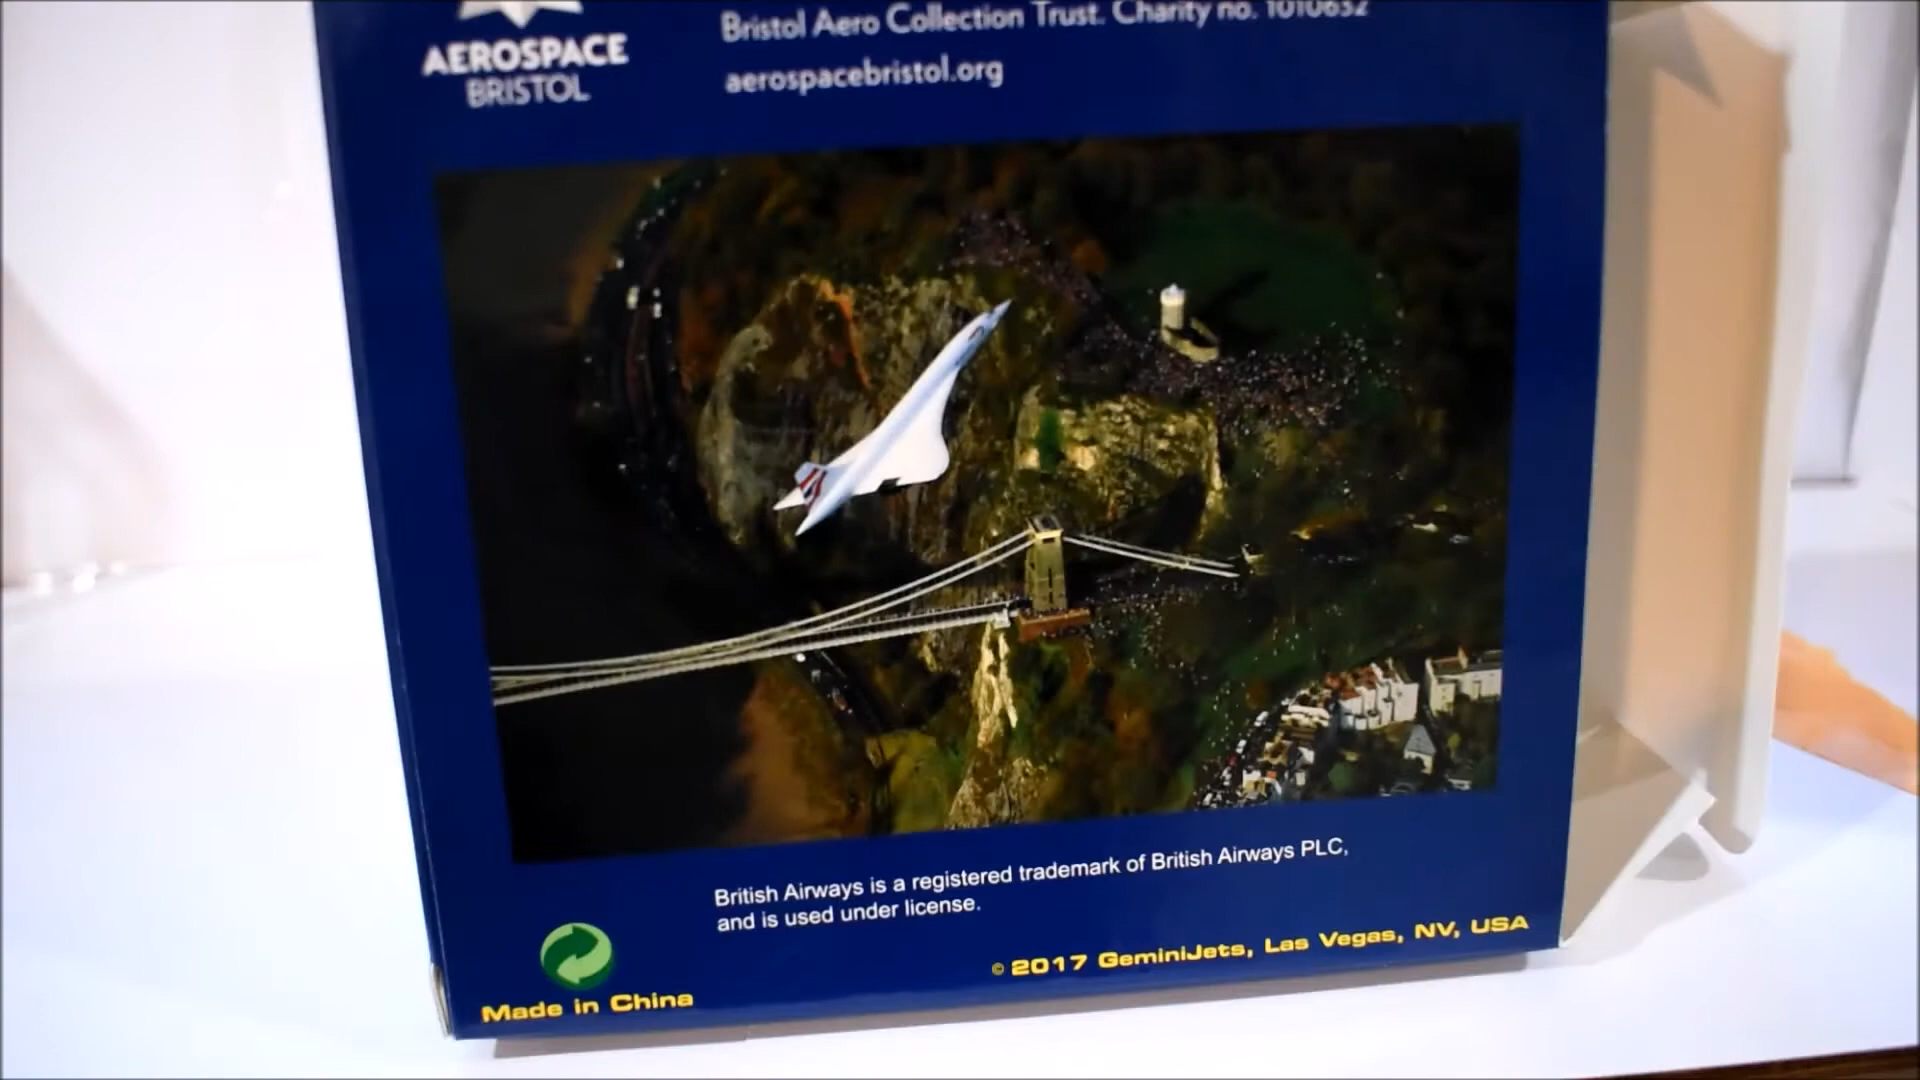 AEROSPACE
BRISTOL
Bristol Aero Collection Trust. Charity no. 1010632
aerospacebristol.org
British Airways is a registered trademark of British Airways PLC,
and is used under license.
© 2017 GeminiJets, Las Vegas, NV, USA
Made in China